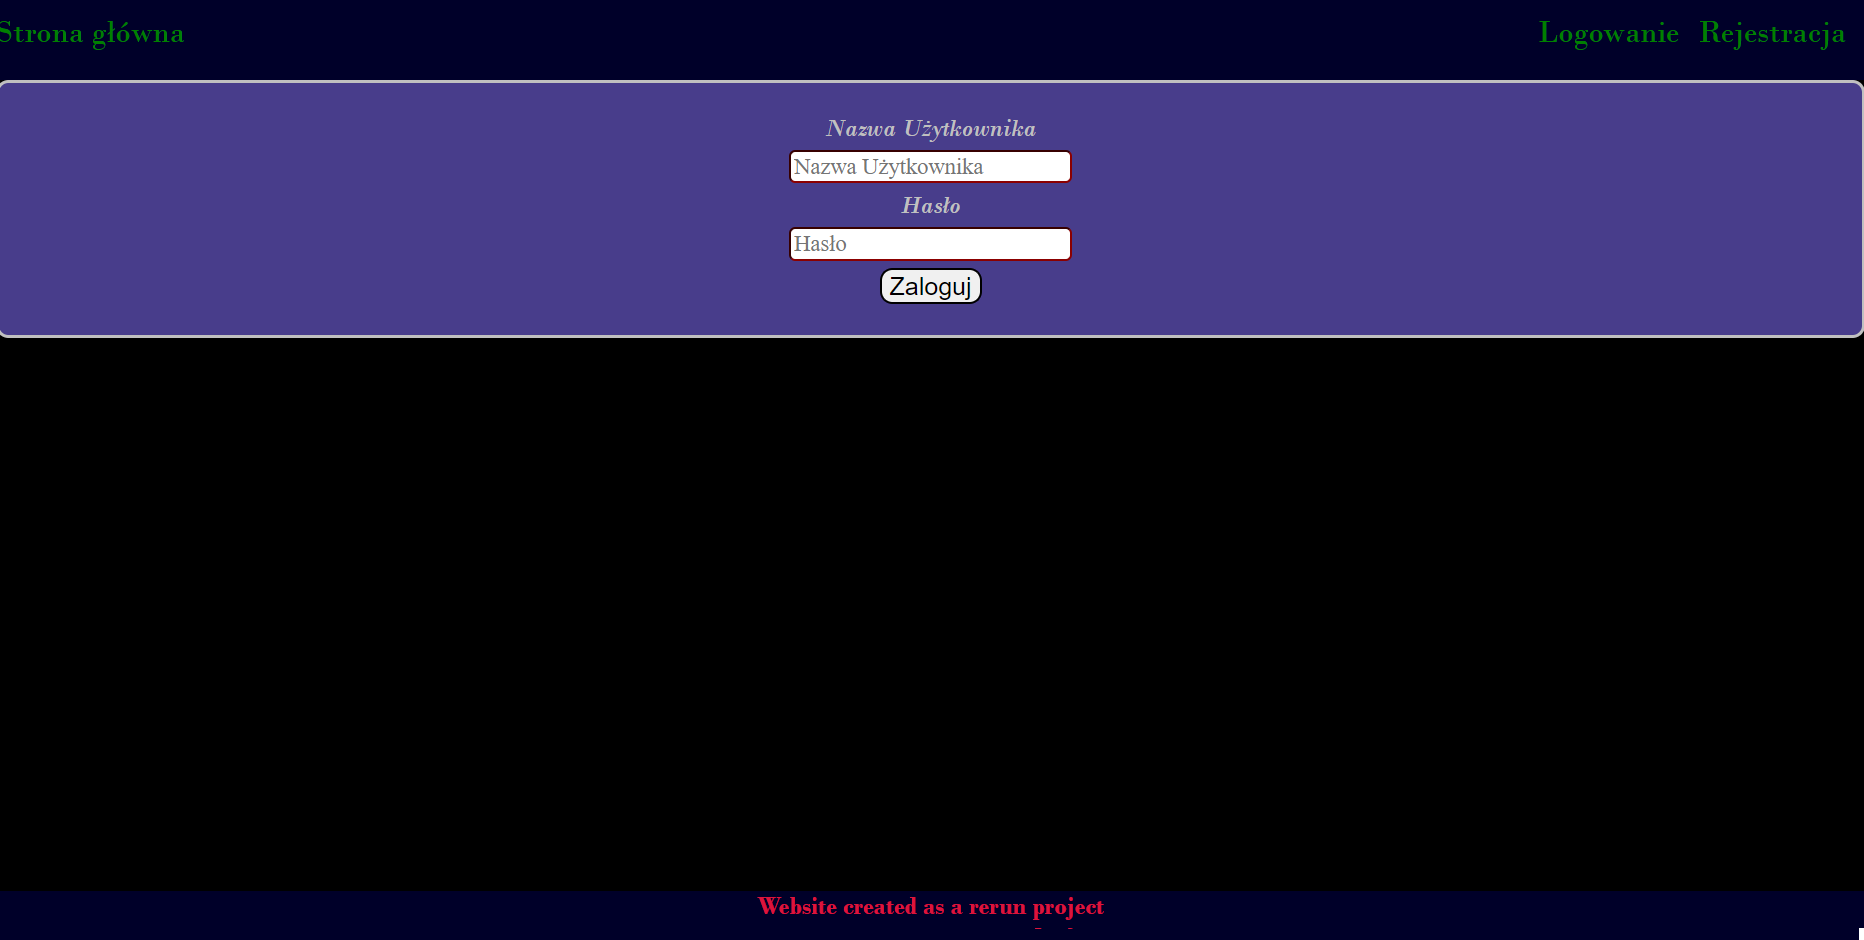 Strona główna Logowanie Rejestracja
Nazwa Użytkownika
Nazwa Użytkownika
Hasło
Hasło
Zaloguj
Website created as a rerun project